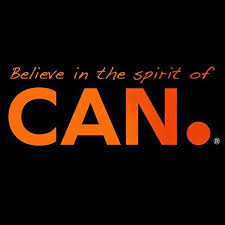 Believe in the spirit of
CAN.®